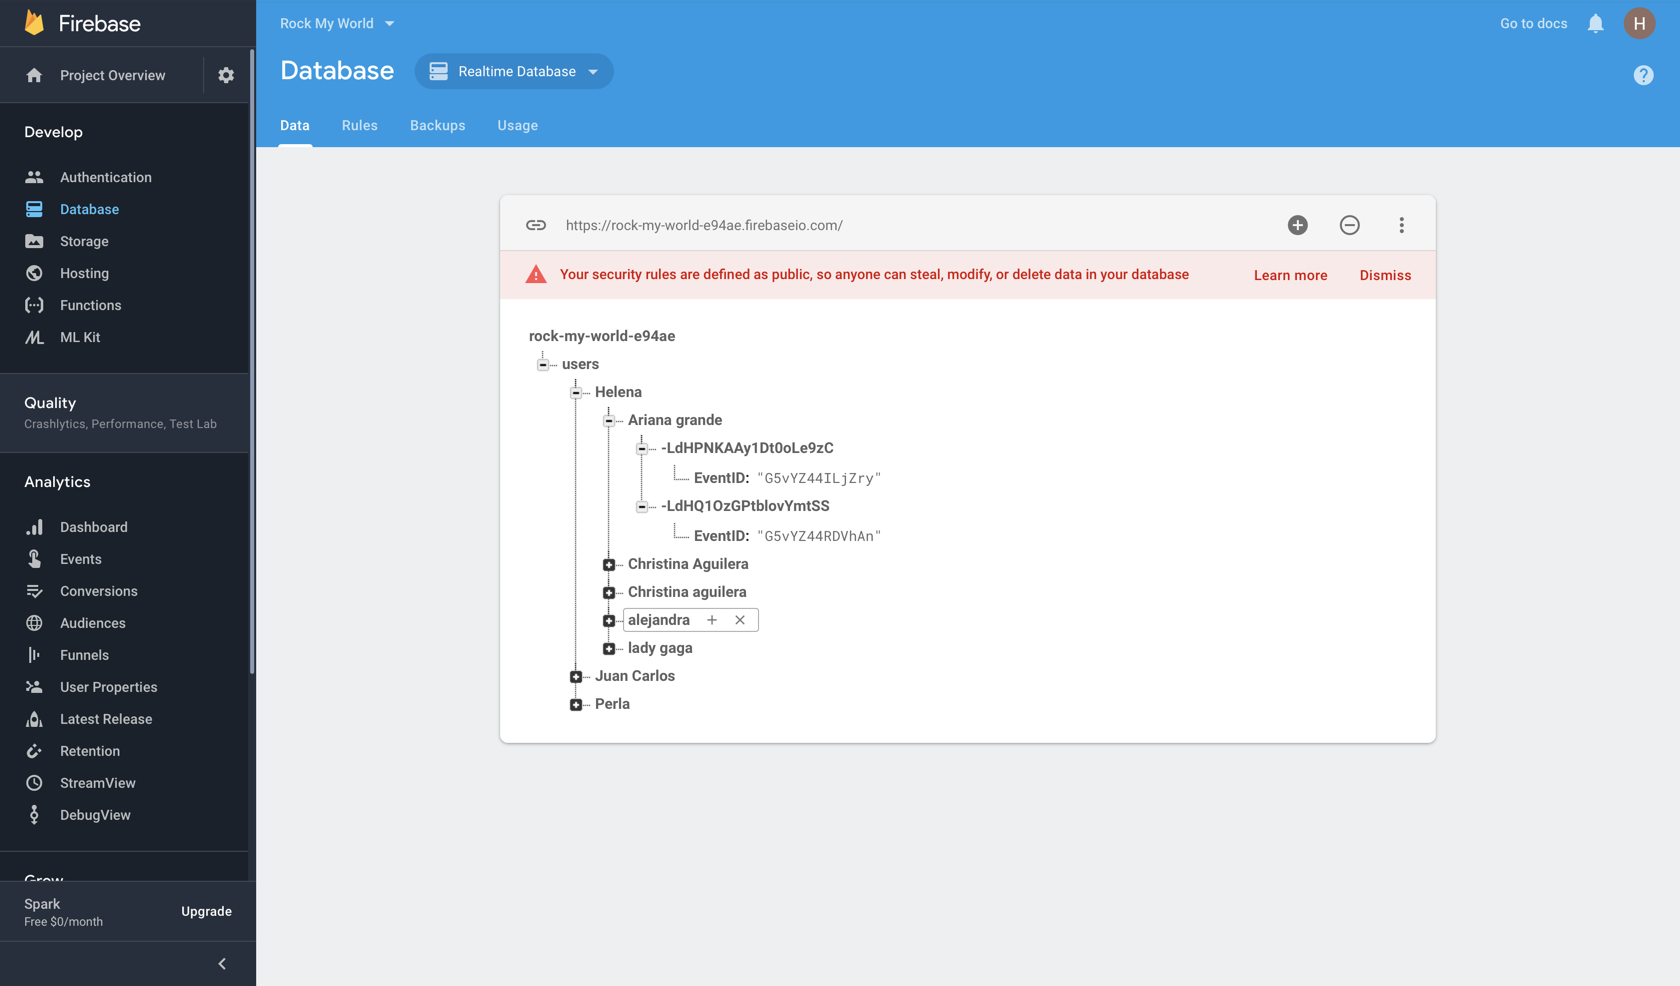 Firebase
Project Overview
Develop
Authentication
Database
Storage
Hosting
Functions
ML Kit
Quality
Crashlytics, Performance, Test Lab
Analytics
Dashboard
Events
Conversions
Audiences
Funnels
User Properties
Latest Release
Retention
StreamView
DebugView
Grow
Spark
Free $0/month
Upgrade
Rock My World
Go to docs
H
Database
Realtime Database
Data Rules Backups Usage
https://rock-my-world-e94ae.firebaseio.com/
Your security rules are defined as public, so anyone can steal, modify, or delete data in your database
Learn more
Dismiss
rock-my-world-e94ae
users
Helena
Ariana grande
-LdHPNKAAy1Dt0oLe9zC
EventID: "G5vYZ44ILjZry"
-LdHQ1OzGPtblovYmtSS
EventID: "G5vYZ44RDVhAn"
Christina Aguilera
Christina aguilera
alejandra
lady gaga
Juan Carlos
Perla